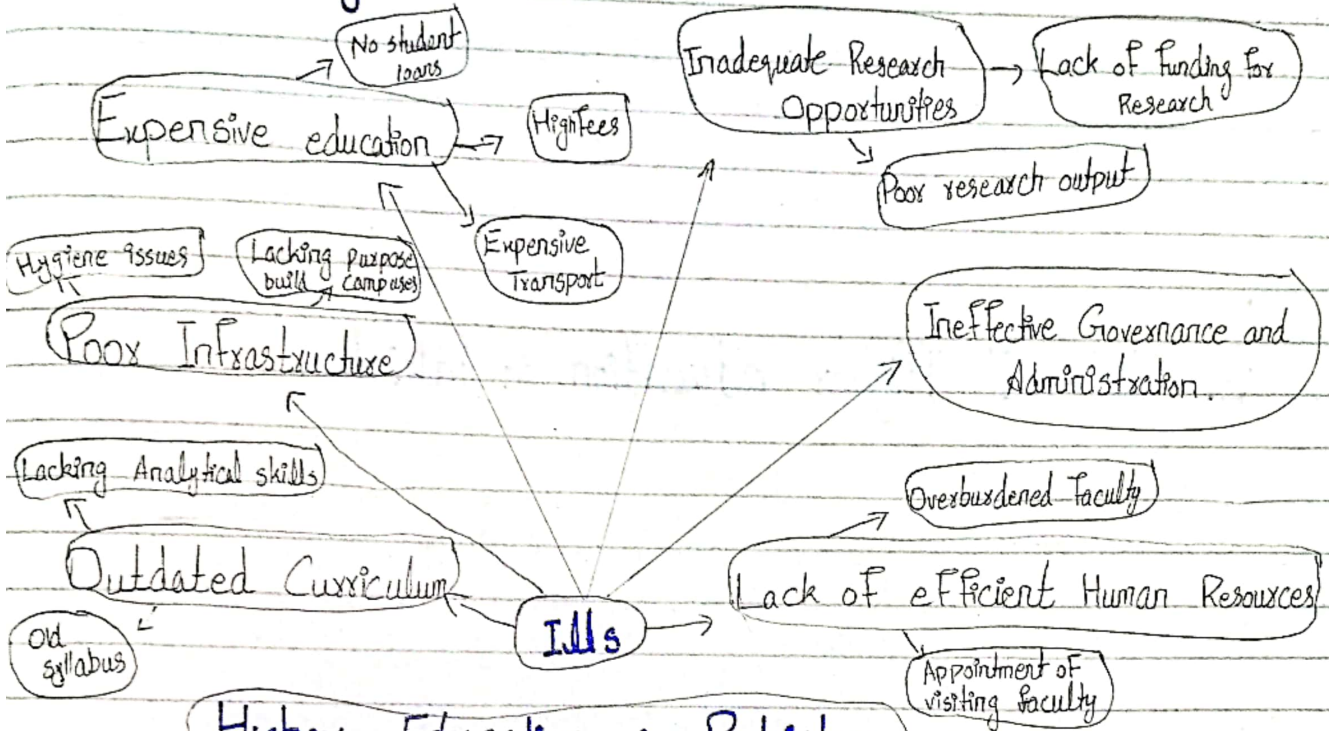 No student
loans
Expensive education
High Fees
Expensive
Transport
Inadequate Research
Opportunities
Lack of Funding for
Research
Poor research output
Hygiene issues
Lacking Purpose
build campuses
Poor Infrastructure
Ineffective Governance and
Administration.
Lacking Analytical skills
Outdated Curriculum
Old
syllabus
Overburdened Faculty
Lack of efficient Human Resources
Appointment of
visiting faculty
Ills